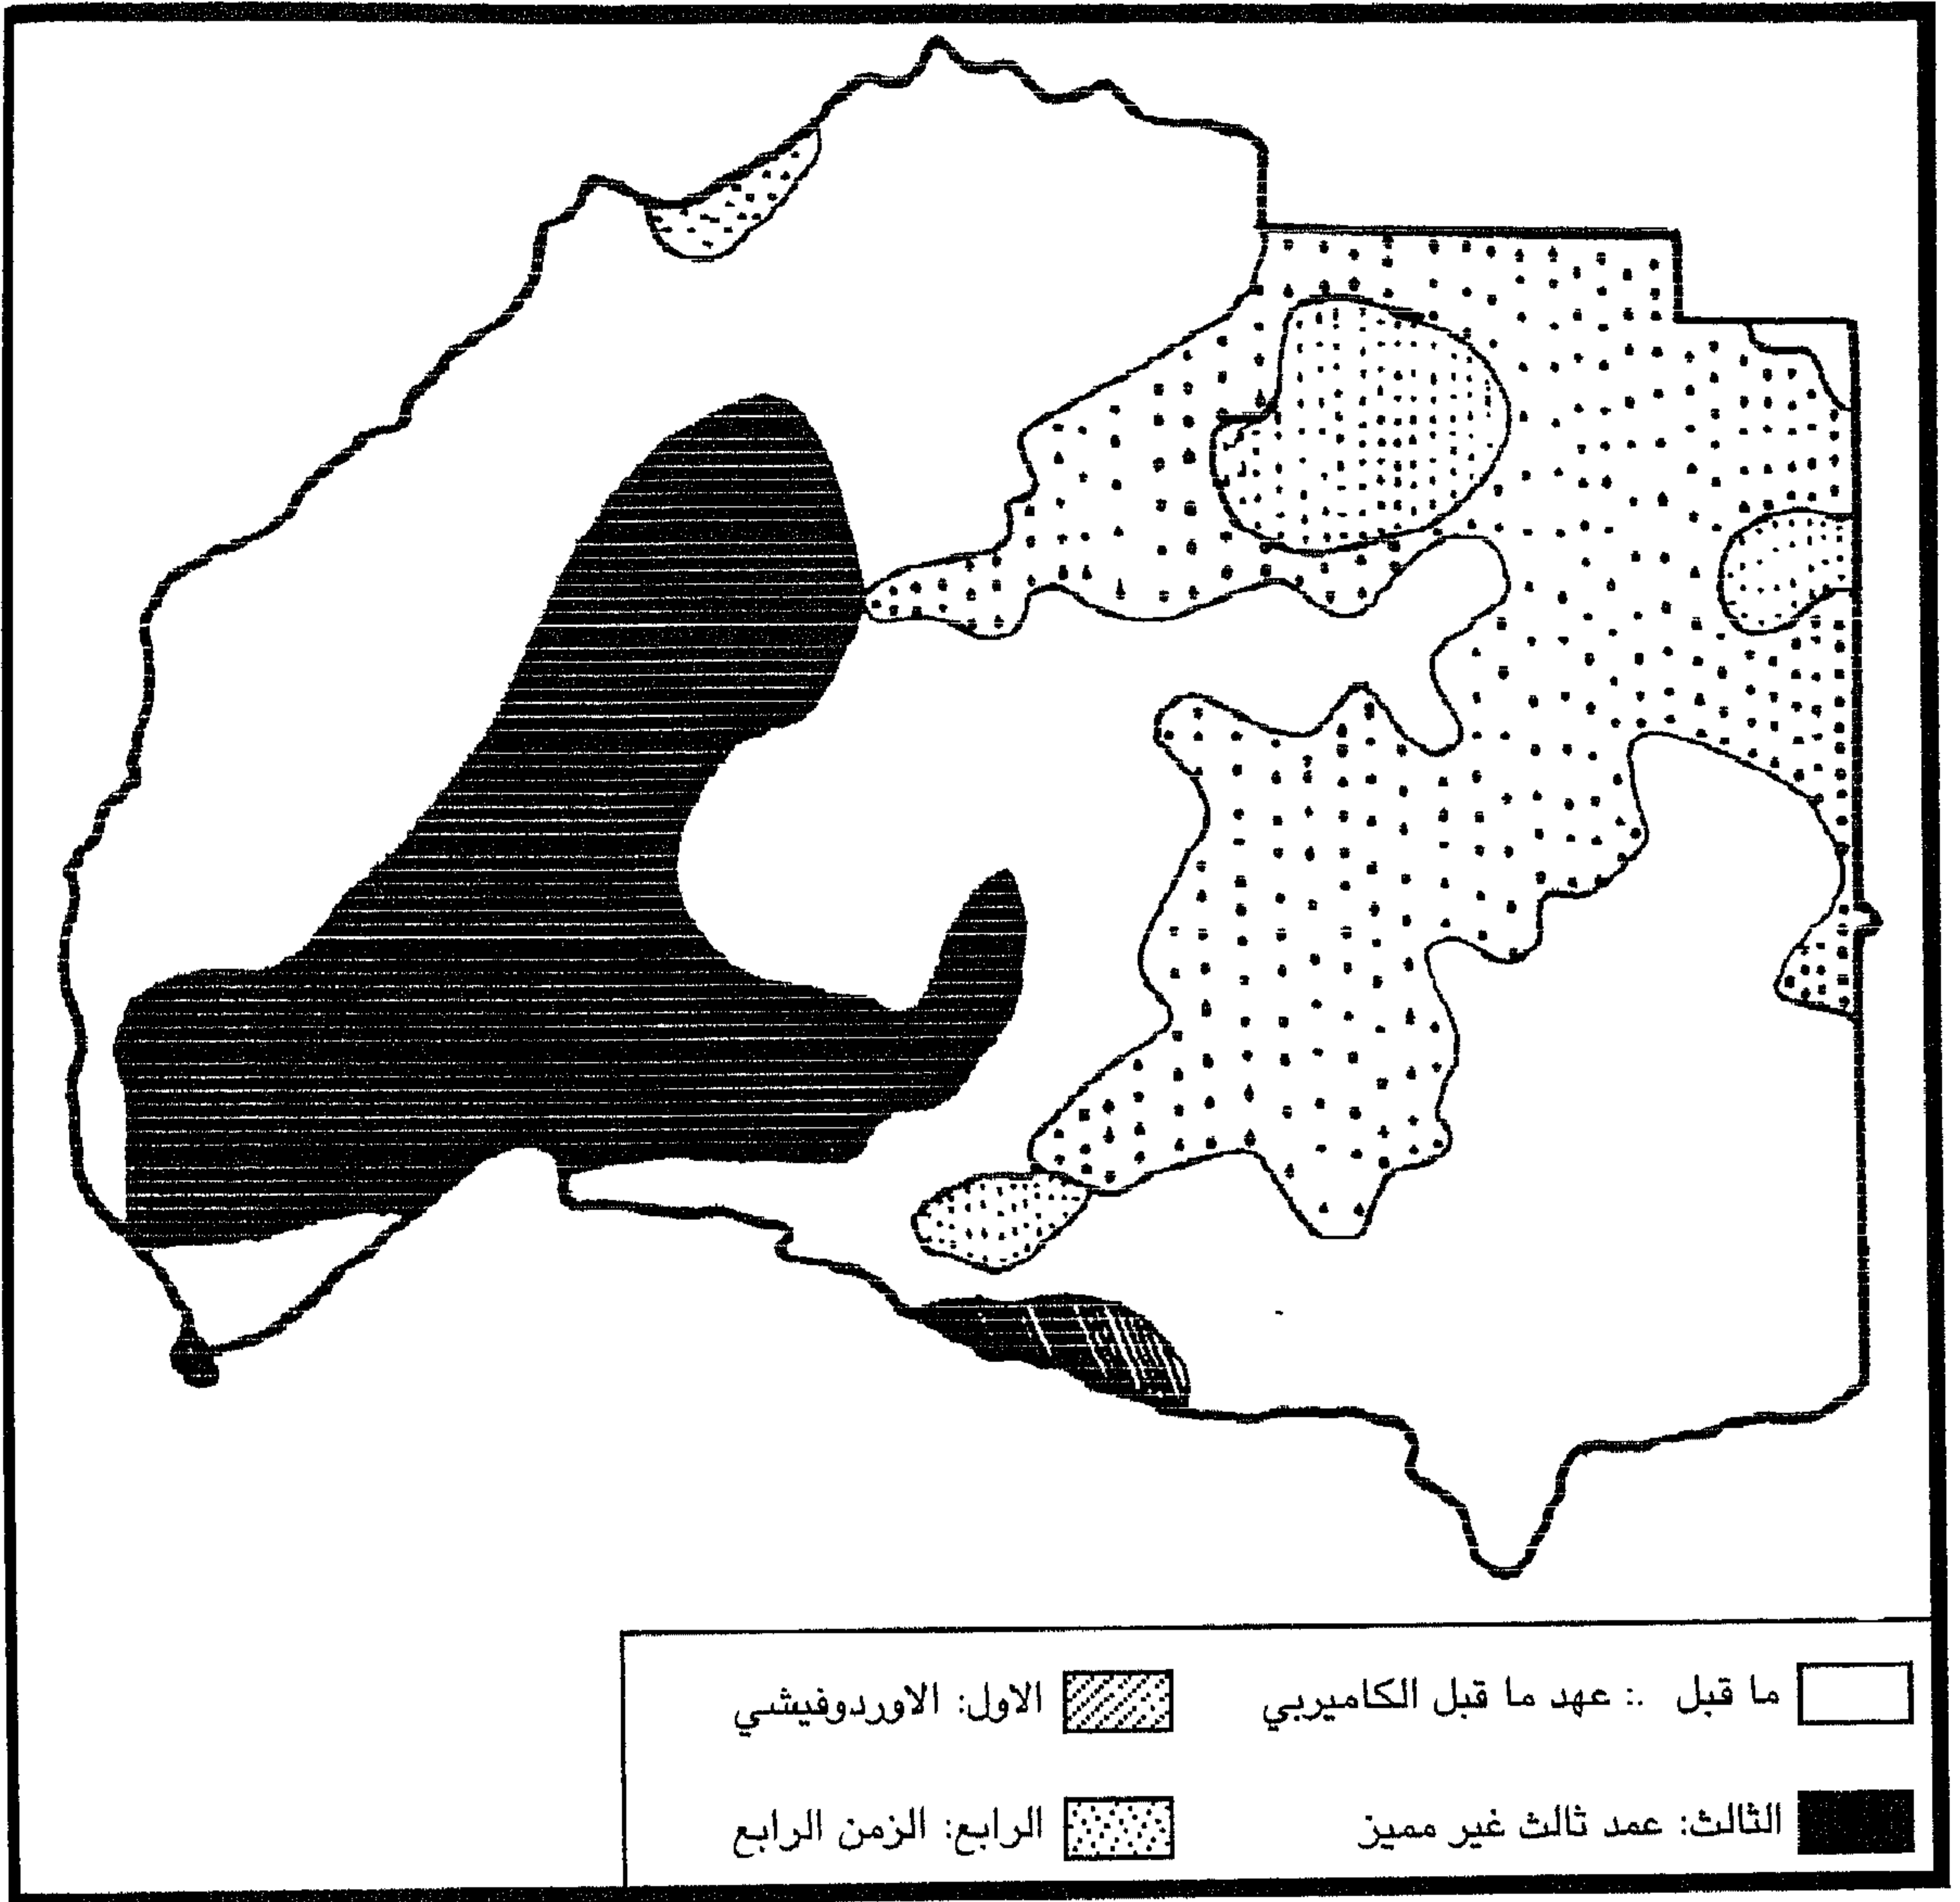 ما قبل .: عهد ما قبل الكاميربي
الاول: الاوردوفيشي
الثالث: عمد ثالث غير مميز
الرابع: الزمن الرابع